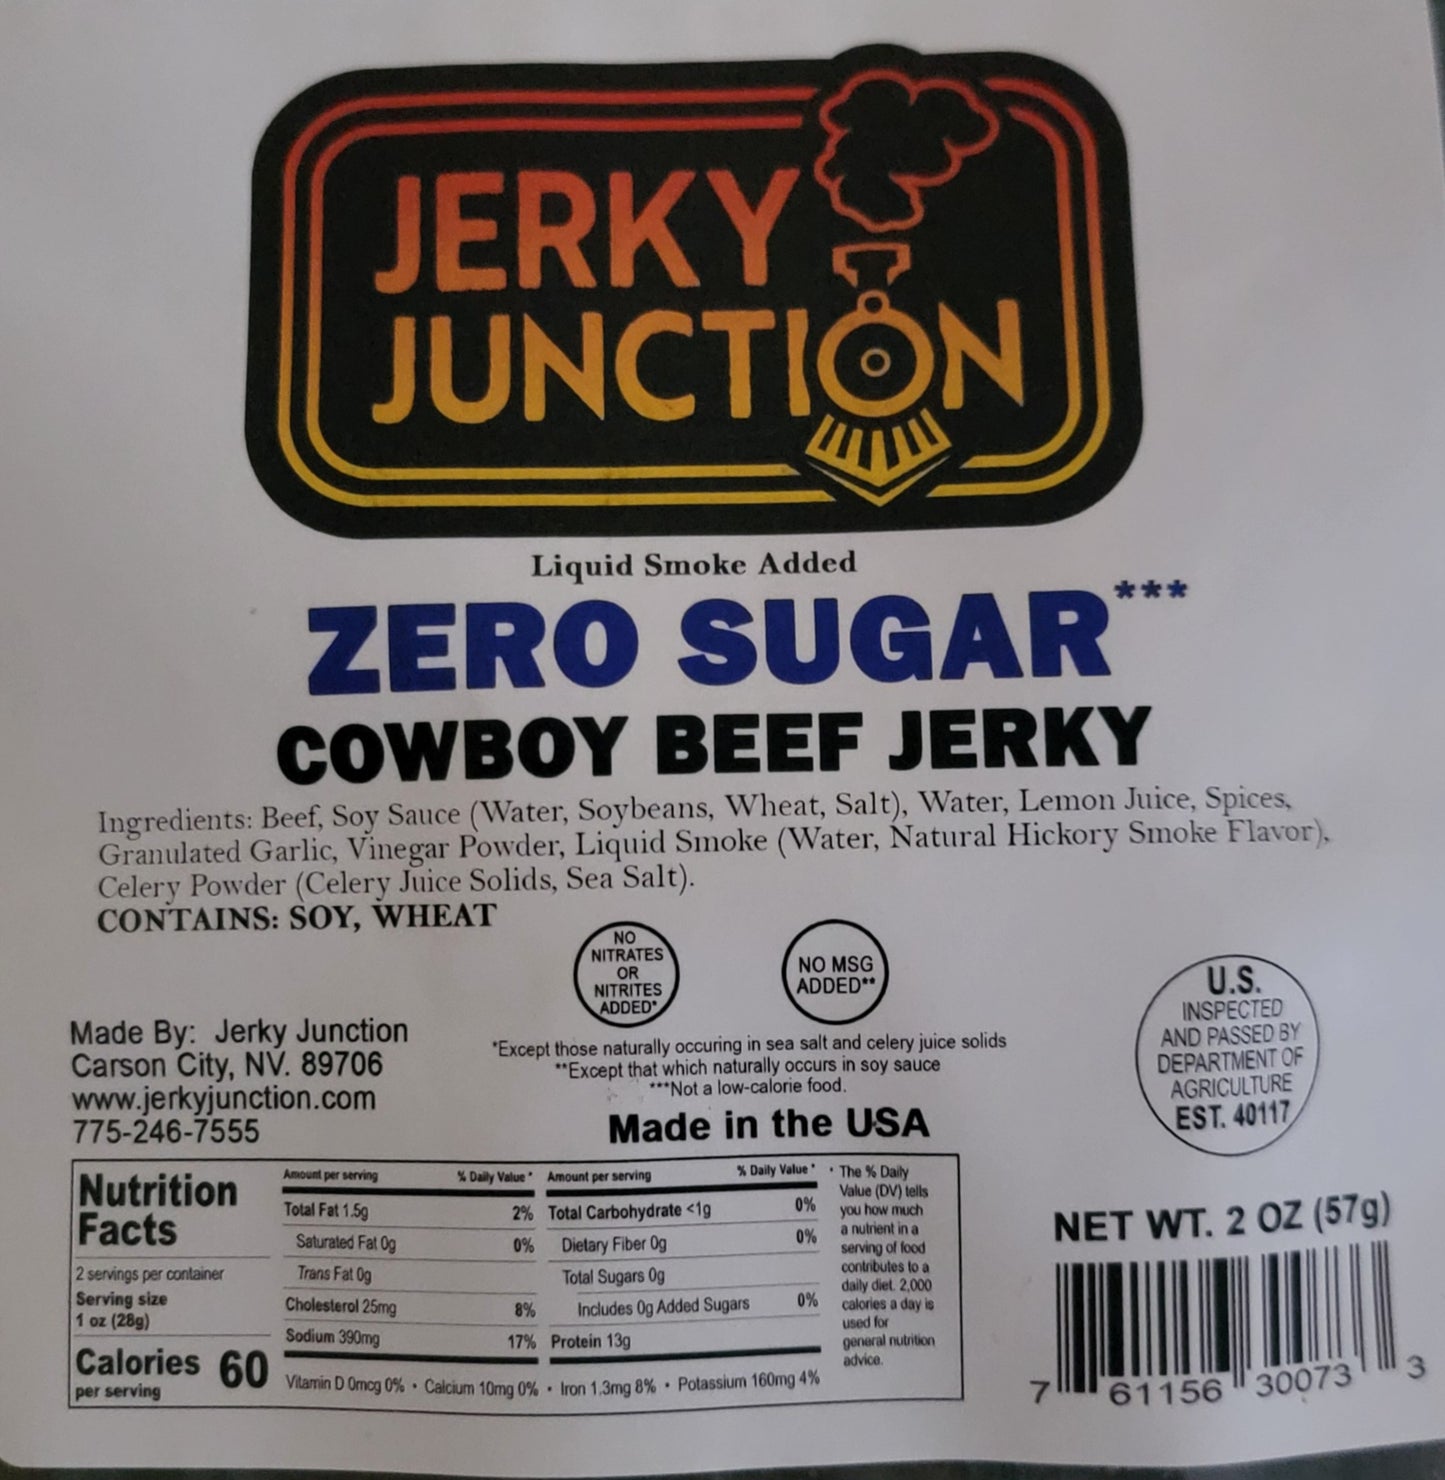 JERKY
JUNCTION
Liquid Smoke Added
ZERO SUGAR***
COWBOY BEEF JERKY
Ingredients: Beef, Soy Sauce (Water, Soybeans, Wheat, Salt), Water, Lemon Juice, Spices,
Granulated Garlic, Vinegar Powder, Liquid Smoke (Water, Natural Hickory Smoke Flavor),
Celery Powder (Celery Juice Solids, Sea Salt).
CONTAINS: SOY, WHEAT
NO
NITRATES
OR
NITRITES
ADDED*
NO MSG
ADDED**
U.S.
INSPECTED
AND PASSED BY
DEPARTMENT OF
AGRICULTURE
EST. 40117
Made By: Jerky Junction
Carson City, NV. 89706
www.jerkyjunction.com
775-246-7555
*Except those naturally occuring in sea salt and celery juice solids
**Except that which naturally occurs in soy sauce
***Not a low-calorie food.
Made in the USA
Nutrition
Facts
2 servings per container
Serving size
1 oz (28g)
Calories 60
per serving
Amount per serving % Daily Value*
Total Fat 1.5g 2%
Saturated Fat 0g 0%
Trans Fat 0g
Cholesterol 25mg 8%
Sodium 390mg 17%
Amount per serving % Daily Value*
Total Carbohydrate <1g 0%
Dietary Fiber 0g 0%
Total Sugars 0g
Includes 0g Added Sugars 0%
Protein 13g
Vitamin D 0mcg 0% • Calcium 10mg 0% • Iron 1.3mg 8% • Potassium 160mg 4%
* The % Daily
Value (DV) tells
you how much
a nutrient in a
serving of food
contributes to a
daily diet. 2,000
calories a day is
used for
general nutrition
advice.
NET WT. 2 OZ (57g)
7 61156 30073 3